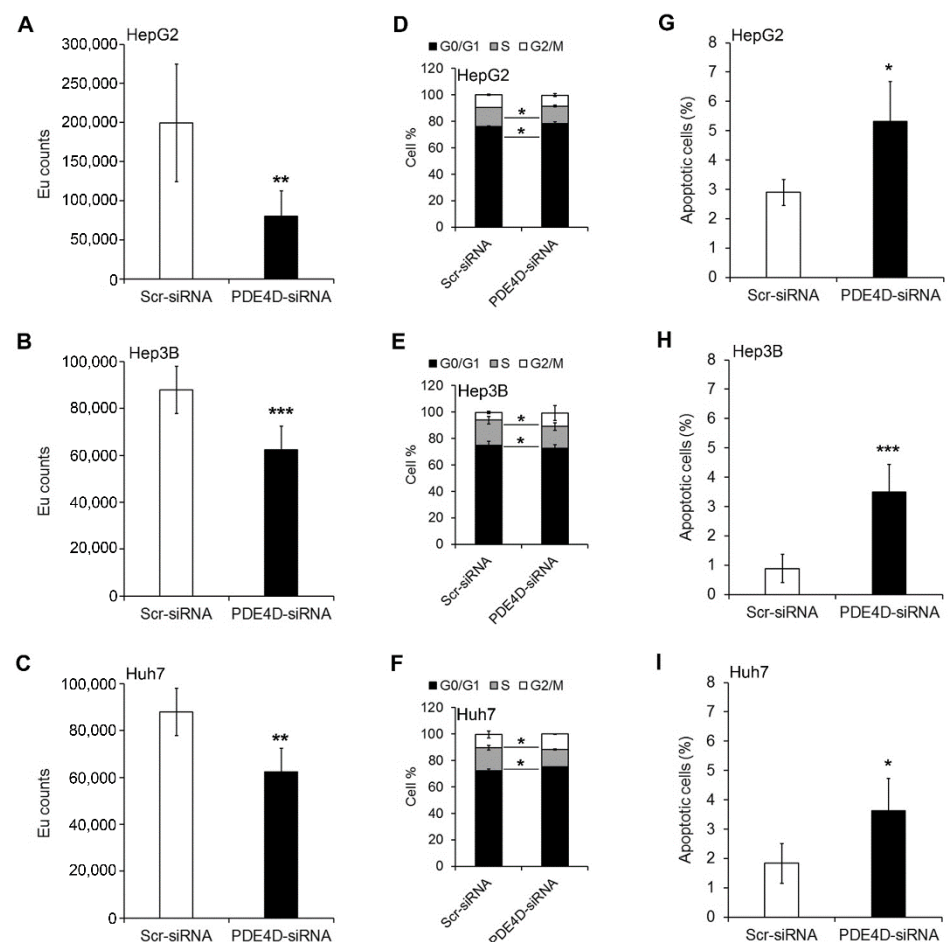 A
HepG2
300,000
250,000
200,000
150,000
100,000
50,000
0
Eu counts
**
Scr-siRNA PDE4D-siRNA
D
G0/G1 S G2/M
HepG2
120
100
80
60
40
20
0
Cell %
*
*
Scr-siRNA
PDE4D-siRNA
G
HepG2
8
7
6
5
4
3
2
1
0
Apoptotic cells (%)
*
Scr-siRNA PDE4D-siRNA
B
Hep3B
100,000
80,000
60,000
40,000
20,000
0
Eu counts
***
Scr-siRNA PDE4D-siRNA
E
G0/G1 S G2/M
Hep3B
120
100
80
60
40
20
0
Cell %
*
*
Scr-siRNA
PDE4D-siRNA
H
Hep3B
8
7
6
5
4
3
2
1
0
Apoptotic cells (%)
***
Scr-siRNA PDE4D-siRNA
C
Huh7
100,000
80,000
60,000
40,000
20,000
0
Eu counts
**
Scr-siRNA PDE4D-siRNA
F
G0/G1 S G2/M
Huh7
120
100
80
60
40
20
0
Cell %
*
*
Scr-siRNA
PDE4D-siRNA
I
Huh7
8
7
6
5
4
3
2
1
0
Apoptotic cells (%)
*
Scr-siRNA PDE4D-siRNA